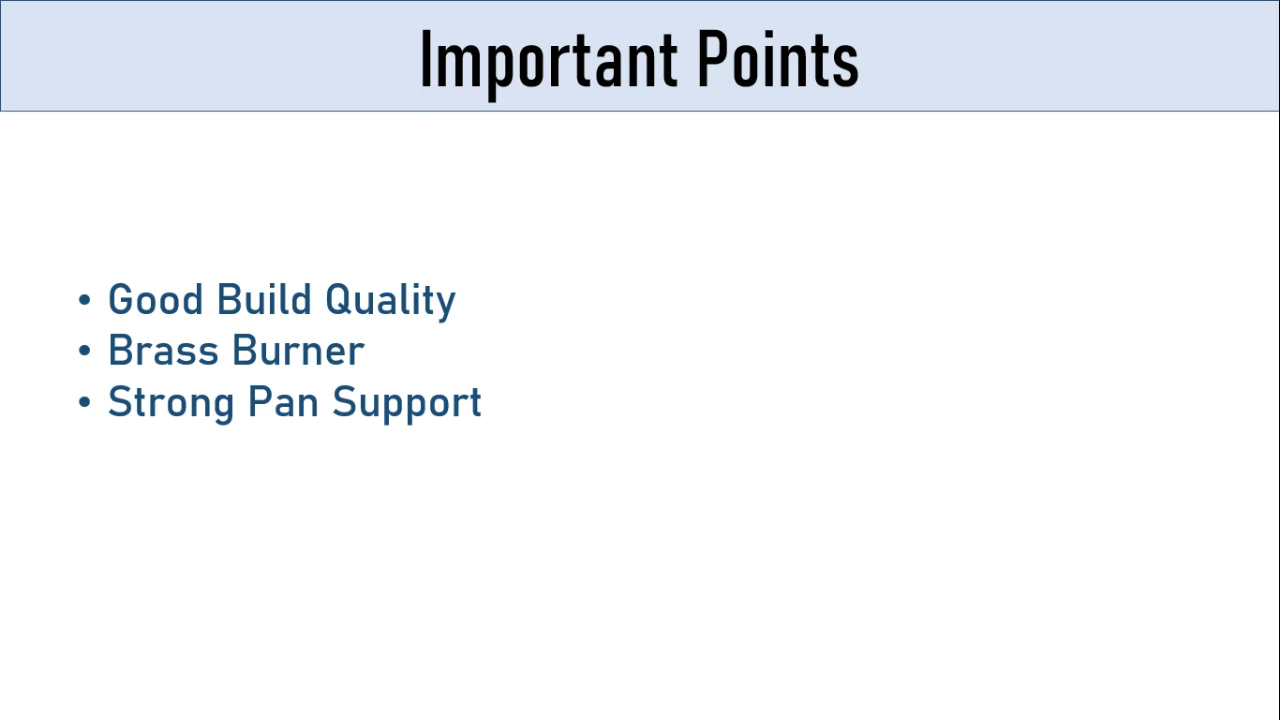 Important Points
• Good Build Quality
• Brass Burner
• Strong Pan Support